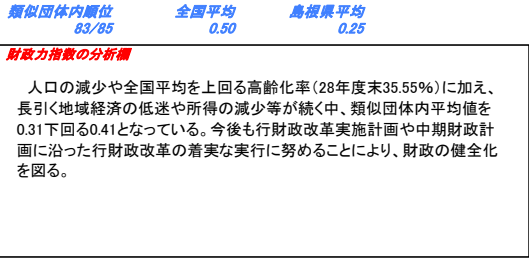 類似団体内順位 全国平均 島根県平均
83/85 0.50 0.25
財政力指数の分析欄
人口の減少や全国平均を上回る高齢化率（28年度末35.55％）に加え、
長引く地域経済の低迷や所得の減少等が続く中、類似団体内平均値を
0.31下回る0.41となっている。今後も行財政改革実施計画や中期財政計
画に沿った行財政改革の着実な実行に努めることにより、財政の健全化
を図る。